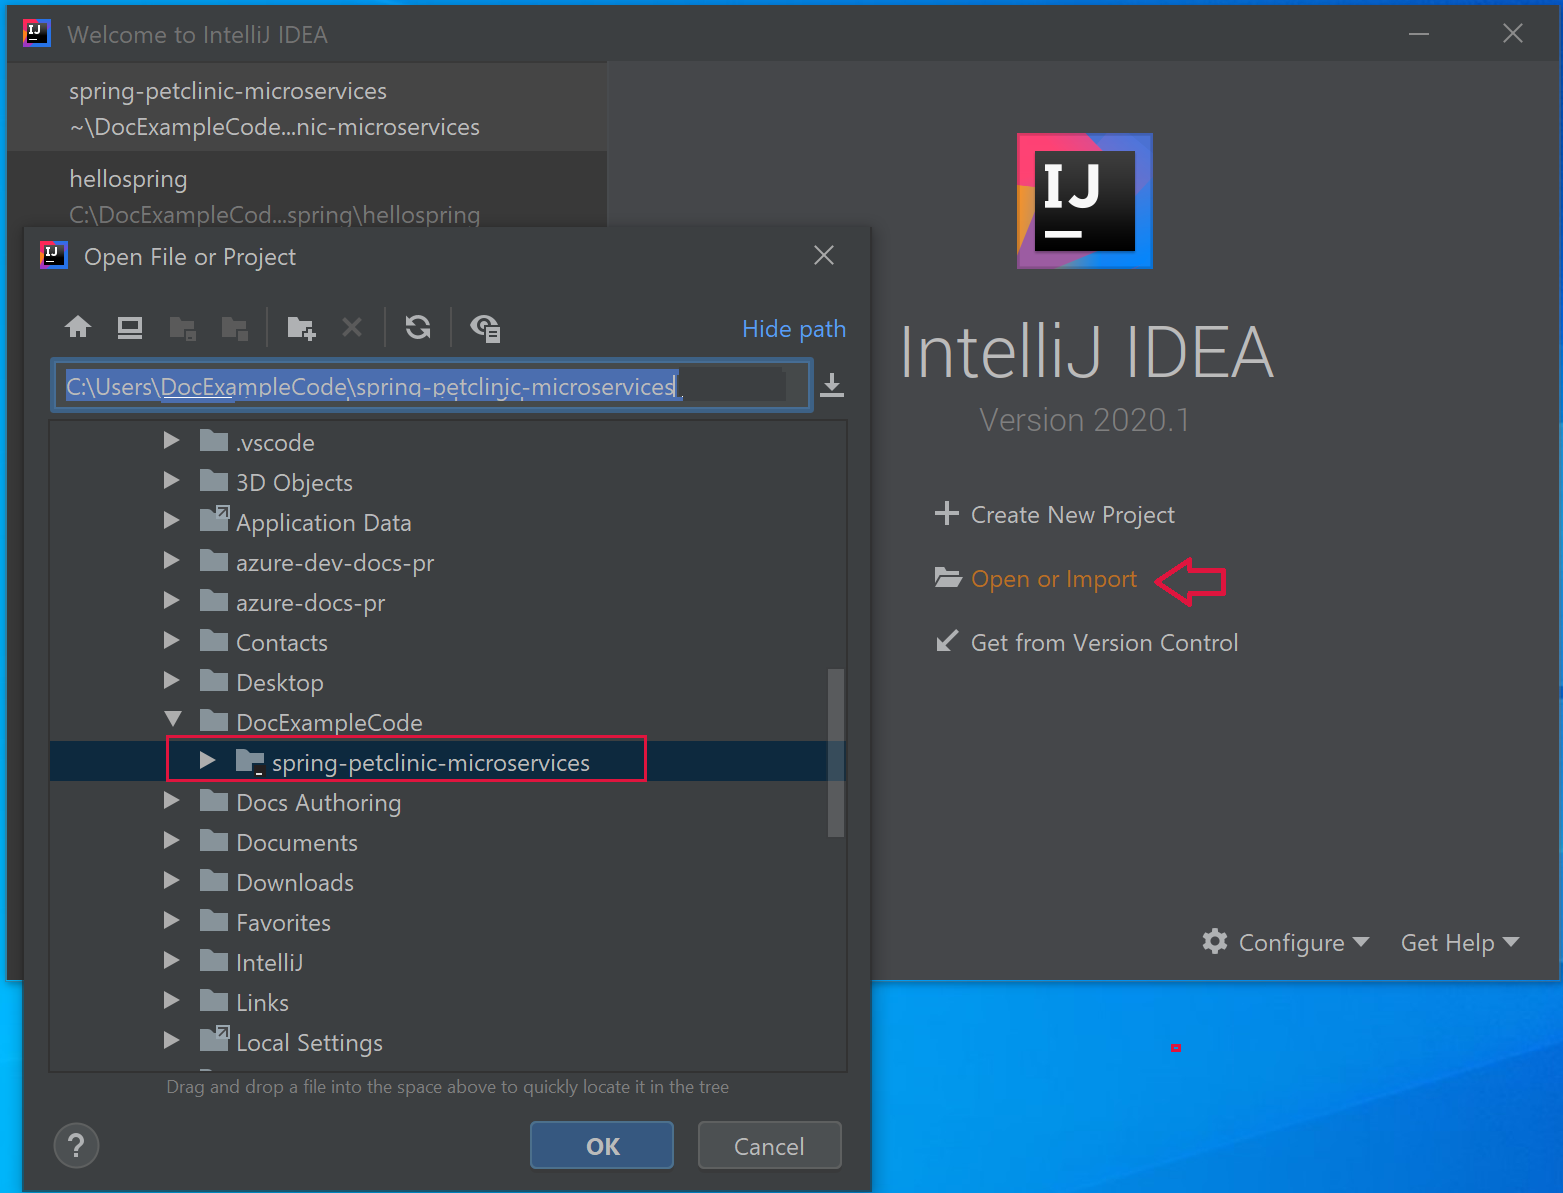 IJ
Welcome to IntelliJ IDEA
spring-petclinic-microservices
~\DocExampleCode...nic-microservices
hellospring
C:\DocExampleCod...spring\hellospring
IJ
Open File or Project
Hide path
C:\Users\DocExampleCode\spring-petclinic-microservices
.vscode
3D Objects
Application Data
azure-dev-docs-pr
azure-docs-pr
Contacts
Desktop
DocExampleCode
spring-petclinic-microservices
Docs Authoring
Documents
Downloads
Favorites
IntelliJ
Links
Local Settings
Drag and drop a file into the space above to quickly locate it in the tree
?
OK
Cancel
IJ
IntelliJ IDEA
Version 2020.1
Create New Project
Open or Import
Get from Version Control
Configure
Get Help